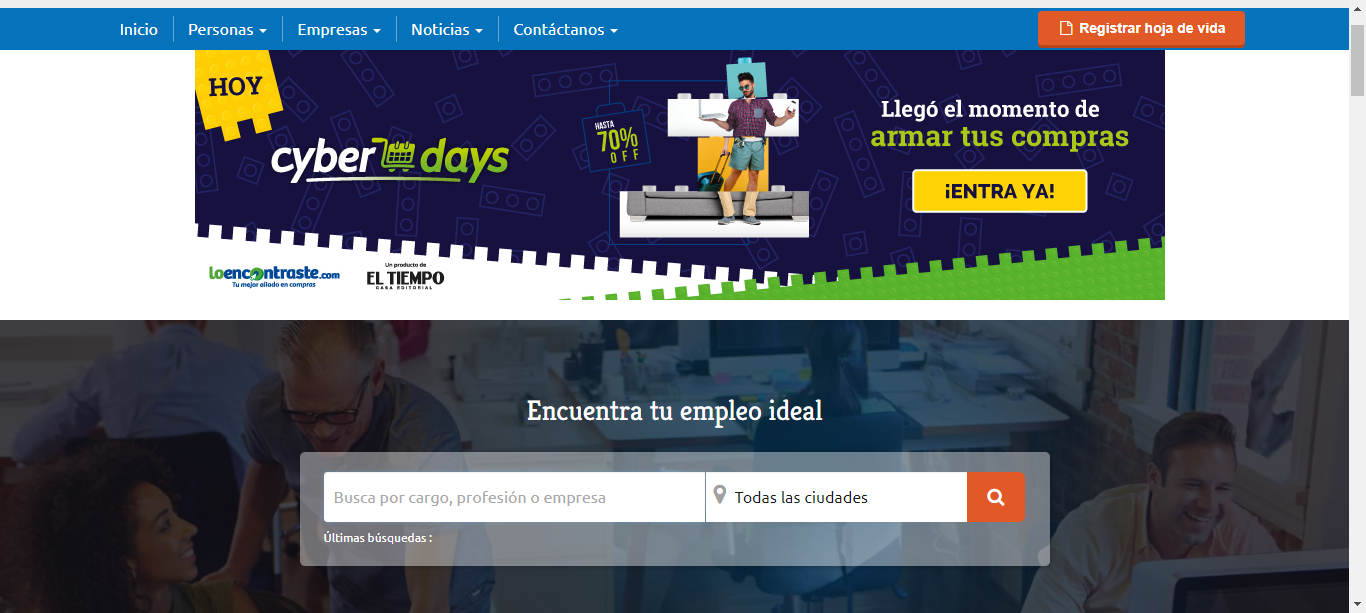 Inicio
Personas
Empresas
Noticias
Contáctanos
Registrar hoja de vida
HOY
cyber days
HASTA
70%
OFF
Llegó el momento de
armar tus compras
¡ENTRA YA!
loencontraste.com
Tu mejor aliado en compras
Un producto de
EL TIEMPO
CASA EDITORIAL
Encuentra tu empleo ideal
Busca por cargo, profesión o empresa
Todas las ciudades
Últimas búsquedas :